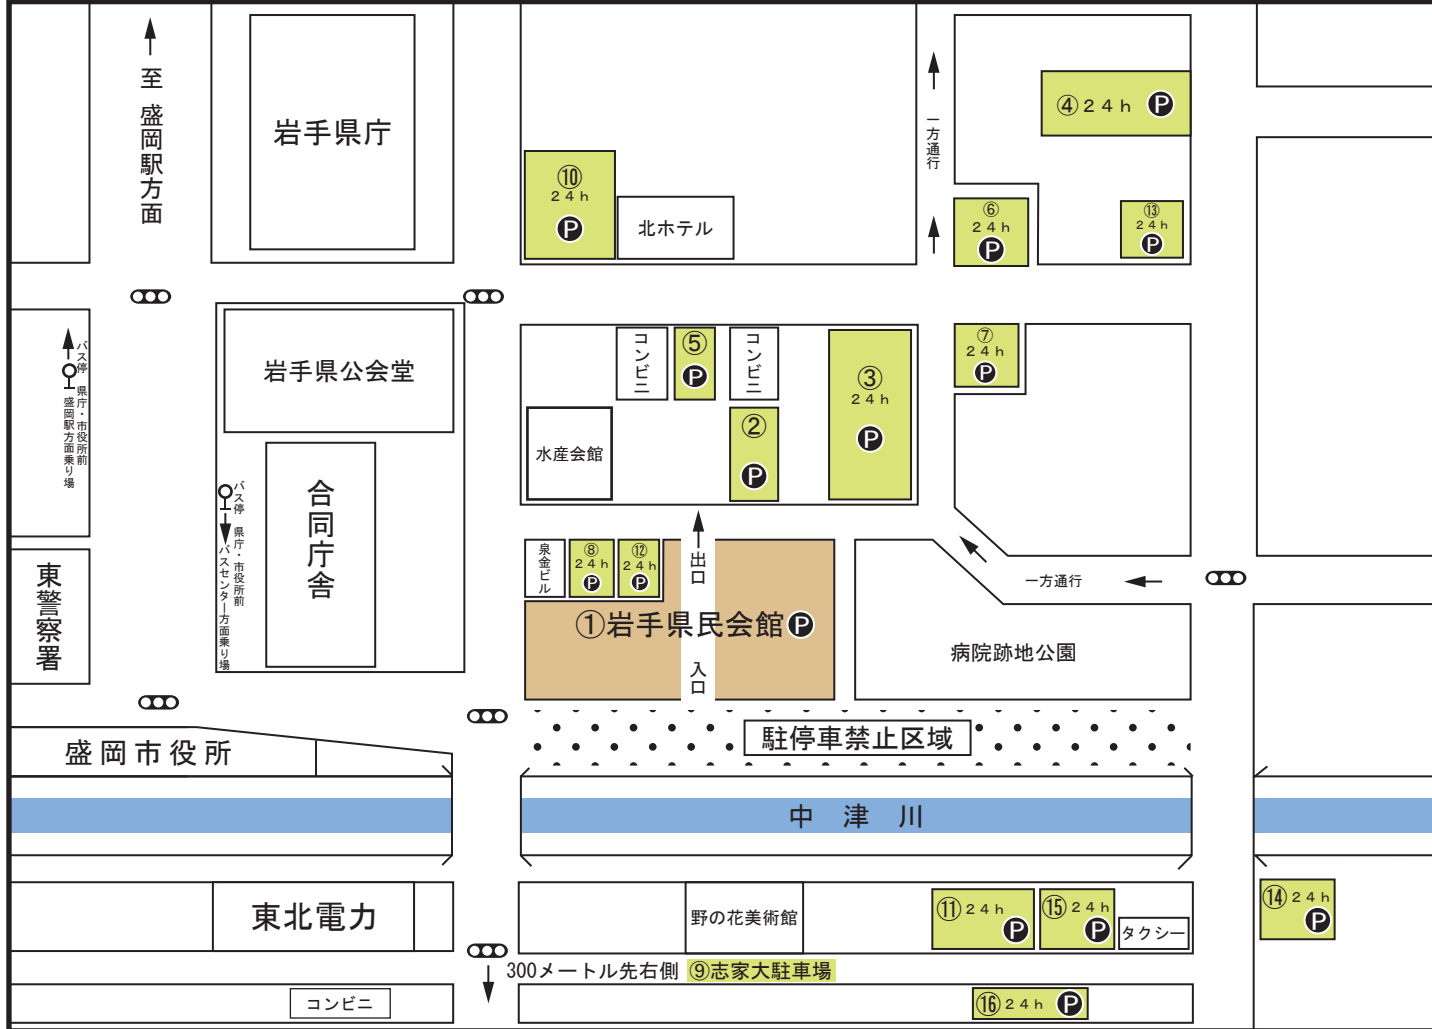 至 盛岡駅方面
岩手県庁
⑩
24h
P
北ホテル
一方通行
④24h P
⑥
24h
P
⑬
24h
P
バス停 県庁・市役所前
盛岡駅方面乗り場
岩手県公会堂
合同庁舎
バス停 県庁・市役所前
バスセンター方面乗り場
コンビニ
⑤
P
コンビニ
③
24h
P
⑦
24h
P
水産会館
②
P
東警察署
泉金ビル
⑧
24h
P
⑫
24h
P
出口
①岩手県民会館P
入口
一方通行
病院跡地公園
盛岡市役所
駐停車禁止区域
中津川
東北電力
野の花美術館
⑪24h
P
⑮24h
P
タクシー
⑭24h
P
300メートル先右側 ⑨志家大駐車場
コンビニ
⑯24h P